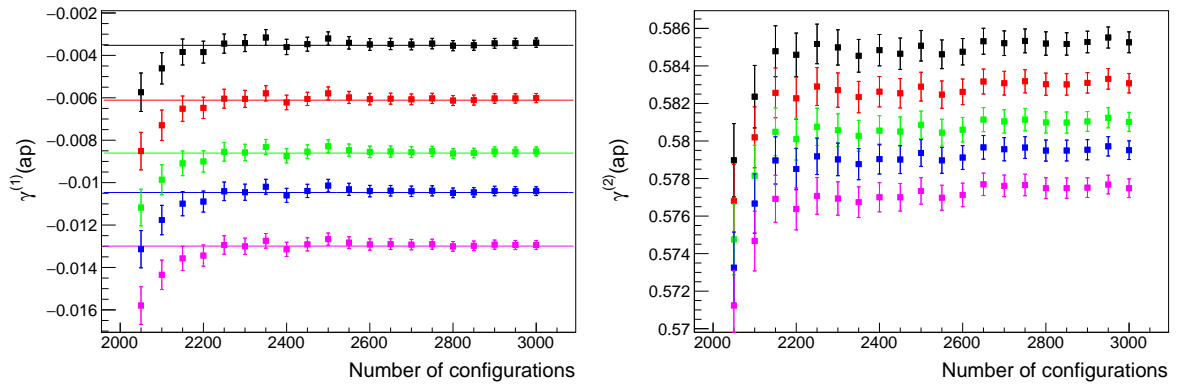 −0.002
−0.004
−0.006
−0.008
−0.01
−0.012
−0.014
−0.016
γ(1)(ap)
2000 2200 2400 2600 2800 3000
Number of configurations
0.586
0.584
0.582
0.58
0.578
0.576
0.574
0.572
0.57
γ(2)(ap)
2000 2200 2400 2600 2800 3000
Number of configurations